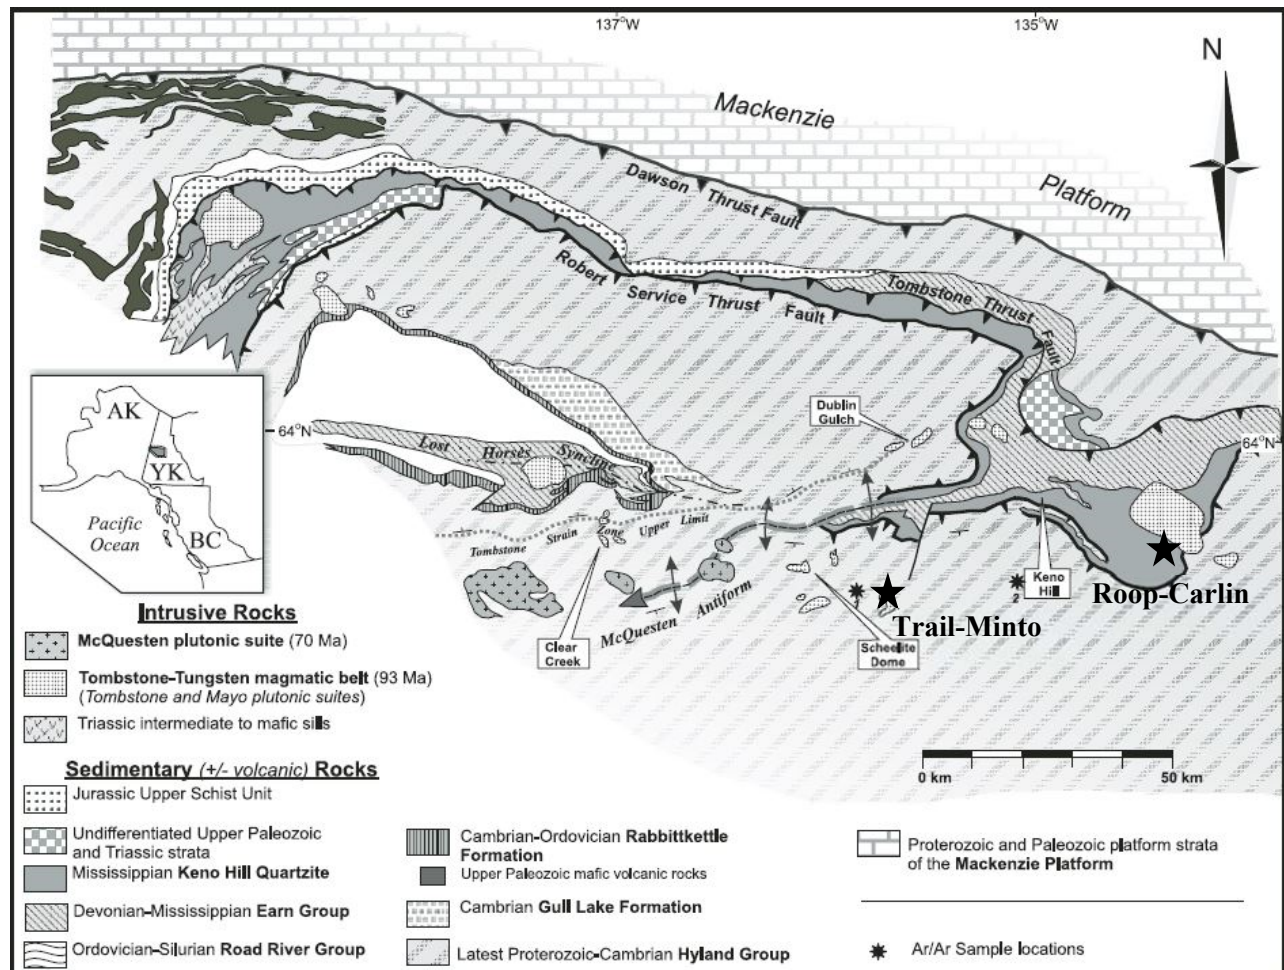 137°W
135°W
N
Mackenzie
Platform
Dawson Thrust Fault
Robert Service Thrust Fault
Tombstone Thrust
Fault
AK
YK
BC
Pacific
Ocean
64°N
64°N
Dublin
Gulch
Lost Horses Syncline
Tombstone Strain Zone Upper Limit
McQuesten Antiform
Clear
Creek
Scheelite
Dome
Keno
Hill
2
Roop-Carlin
Trail-Minto
0 km
50 km
Intrusive Rocks
McQuesten plutonic suite (70 Ma)
Tombstone-Tungsten magmatic belt (93 Ma)
(Tombstone and Mayo plutonic suites)
Triassic intermediate to mafic sills
Sedimentary (+/- volcanic) Rocks
Jurassic Upper Schist Unit
Undifferentiated Upper Paleozoic
and Triassic strata
Mississippian Keno Hill Quartzite
Devonian-Mississippian Earn Group
Ordovician-Silurian Road River Group
Cambrian-Ordovician Rabbittkettle
Formation
Upper Paleozoic mafic volcanic rocks
Cambrian Gull Lake Formation
Latest Proterozoic-Cambrian Hyland Group
Proterozoic and Paleozoic platform strata
of the Mackenzie Platform
Ar/Ar Sample locations